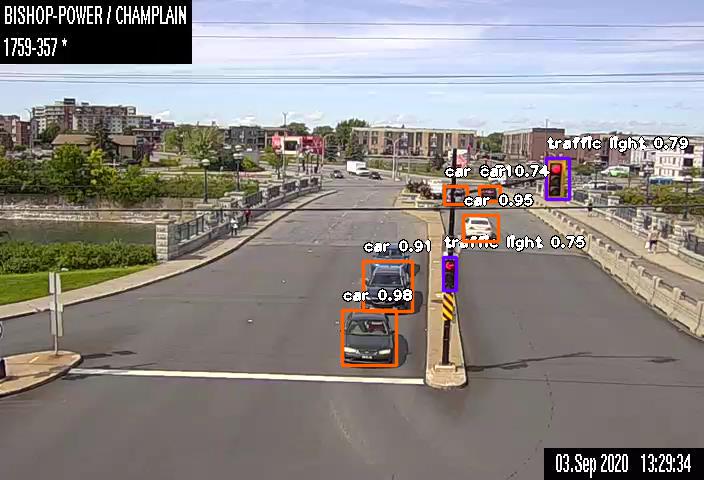 BISHOP-POWER / CHAMPLAIN
1759-357 *
traffic light 0.79
car
car 0.74
car 0.95
car 0.91
traffic light 0.75
car 0.98
03.Sep 2020 13:29:34